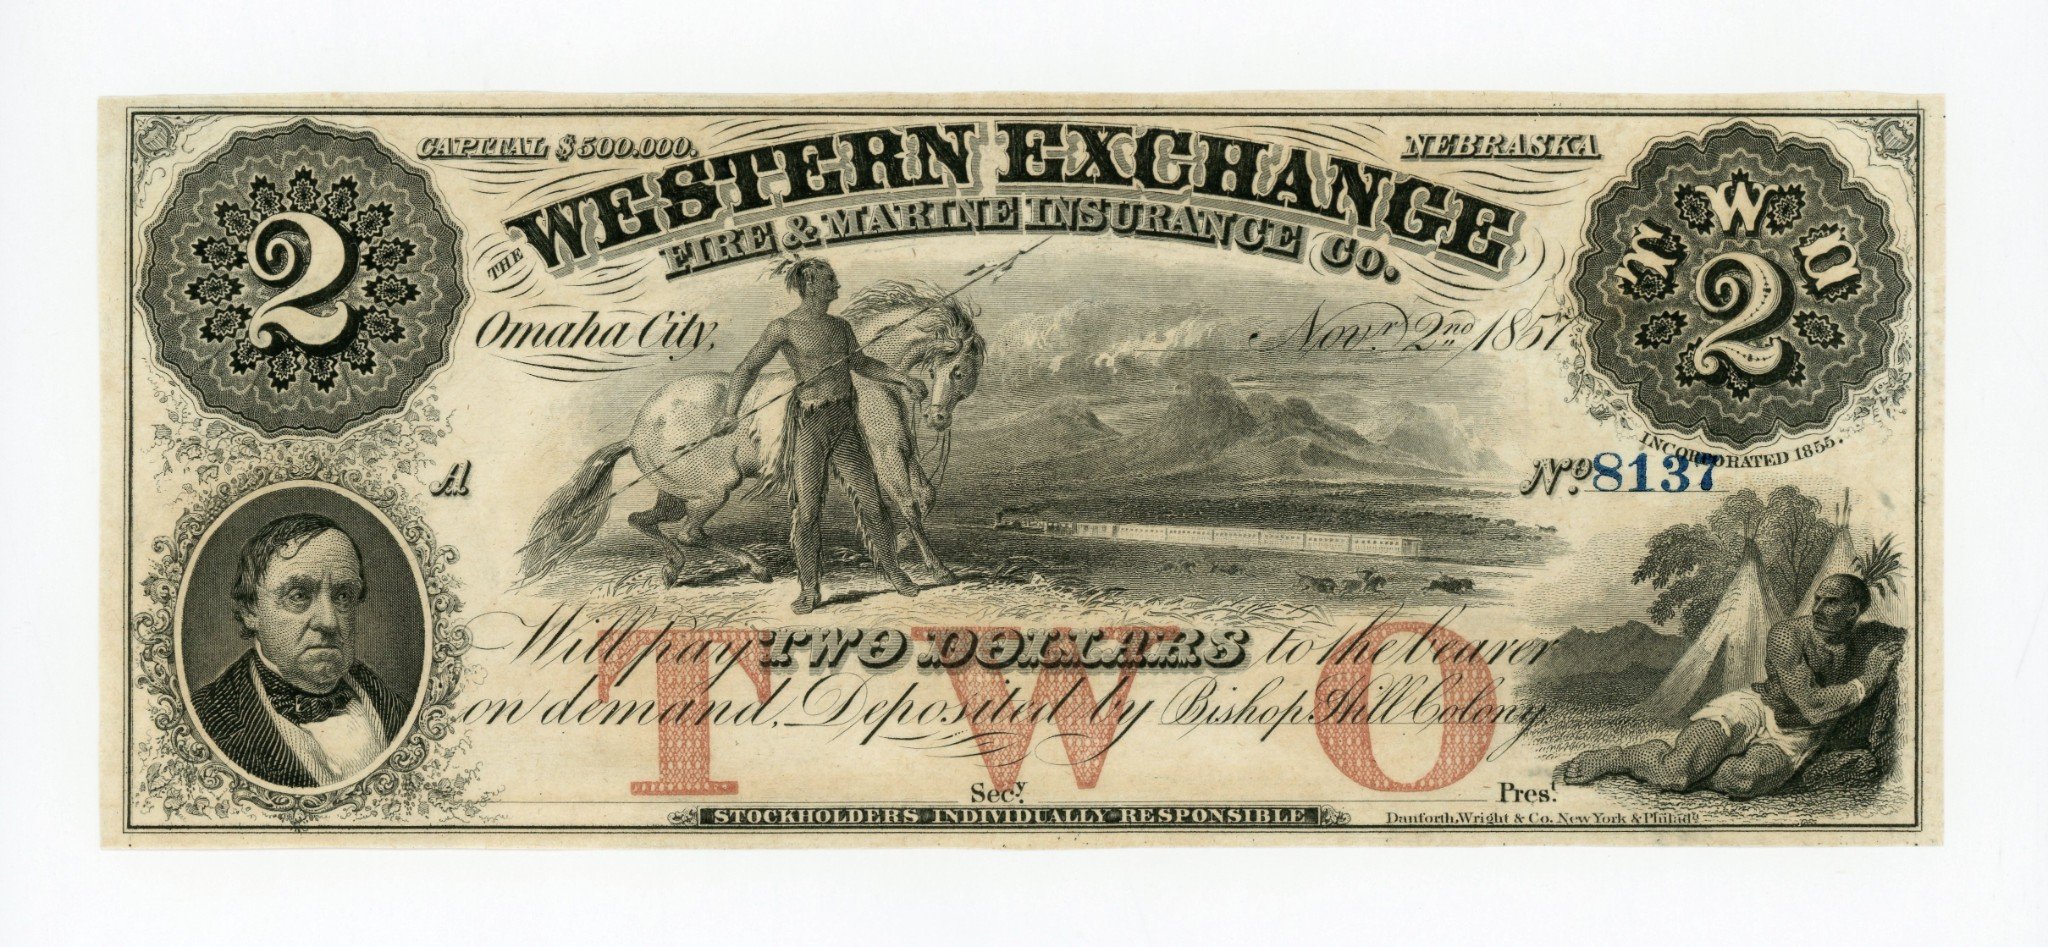 2
CAPITAL $500.000.
NEBRASKA
TWO
2
THE WESTERN EXCHANGE
FIRE & MARINE INSURANCE CO.
Omaha City,
Novr. 2nd 1857
INCORPORATED 1855.
A
No. 8137
Will pay TWO DOLLARS to the bearer
on demand, Deposited by Bishop Hill Colony
TWO
Secy.
Prest.
STOCKHOLDERS INDIVIDUALLY RESPONSIBLE
Danforth, Wright & Co. New York & Philada.